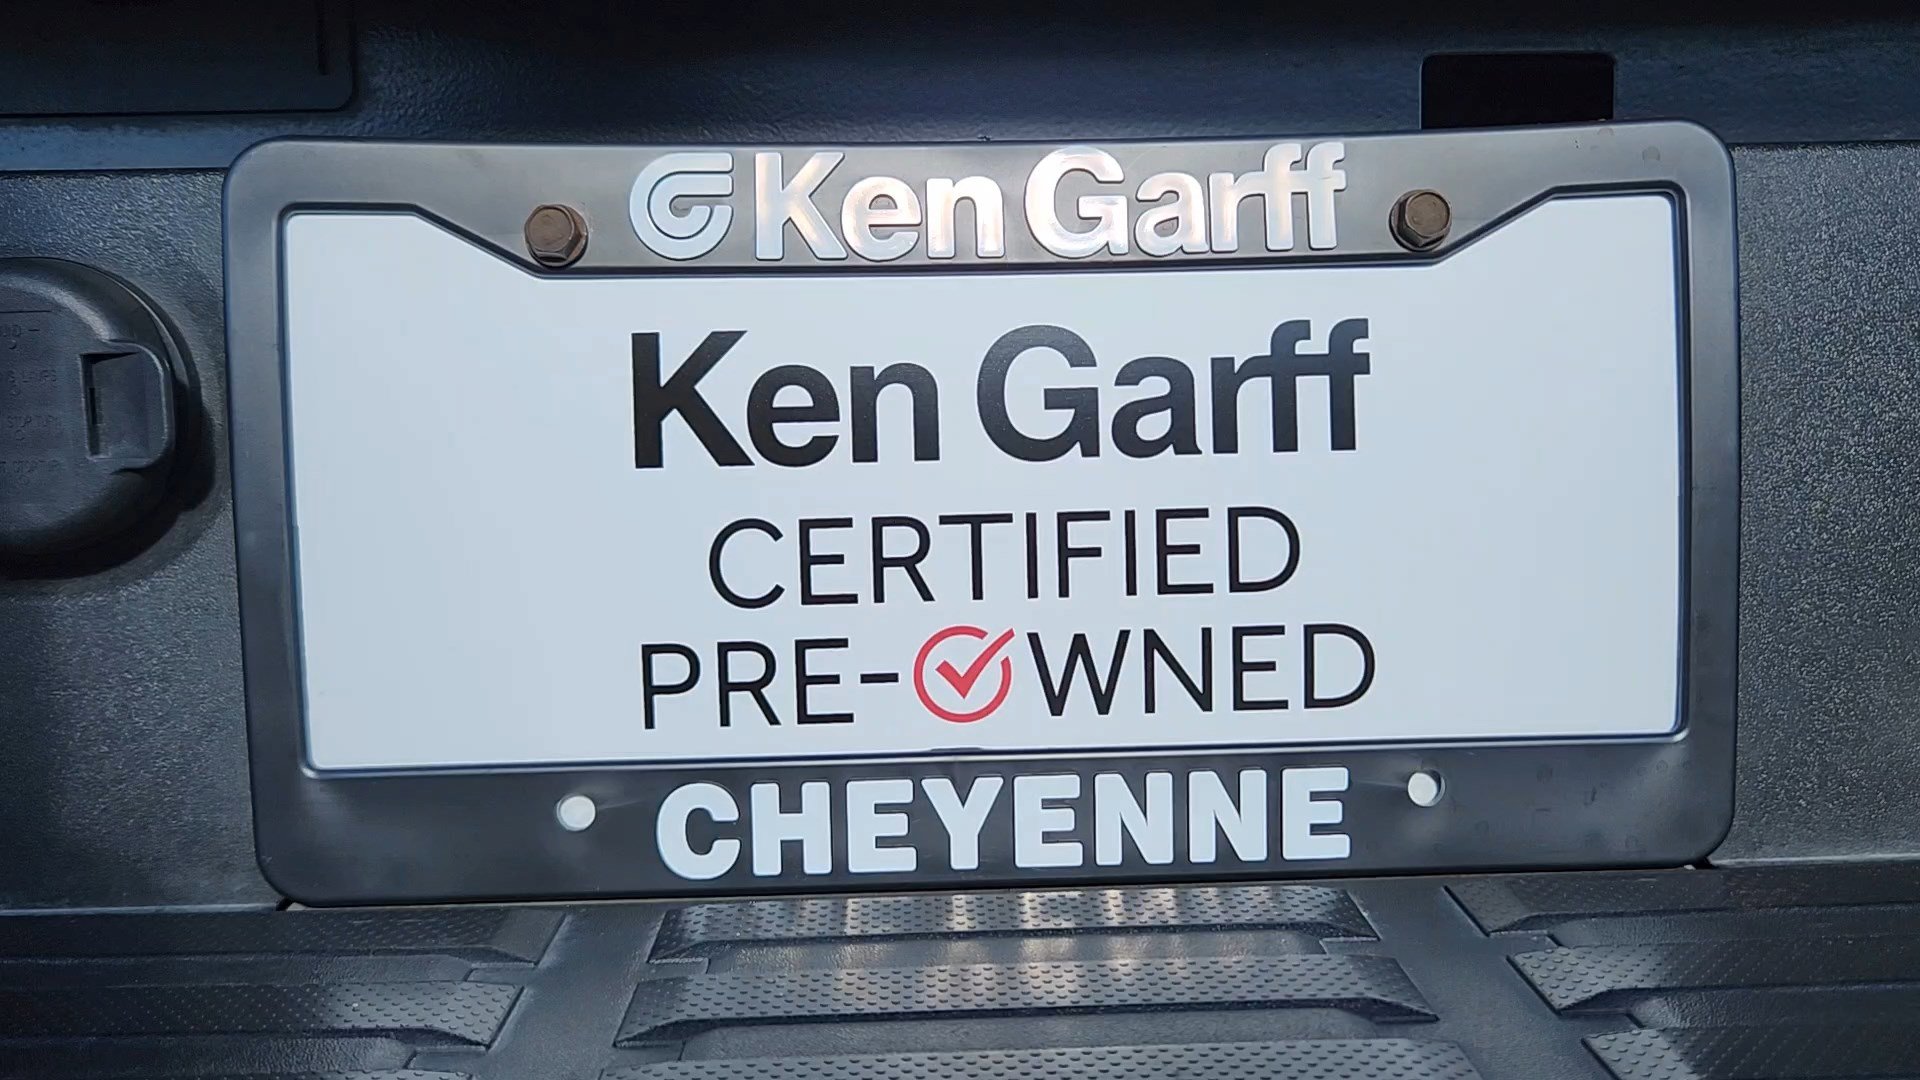 Ken Garff
Ken Garff
CERTIFIED
PRE-OWNED
CHEYENNE